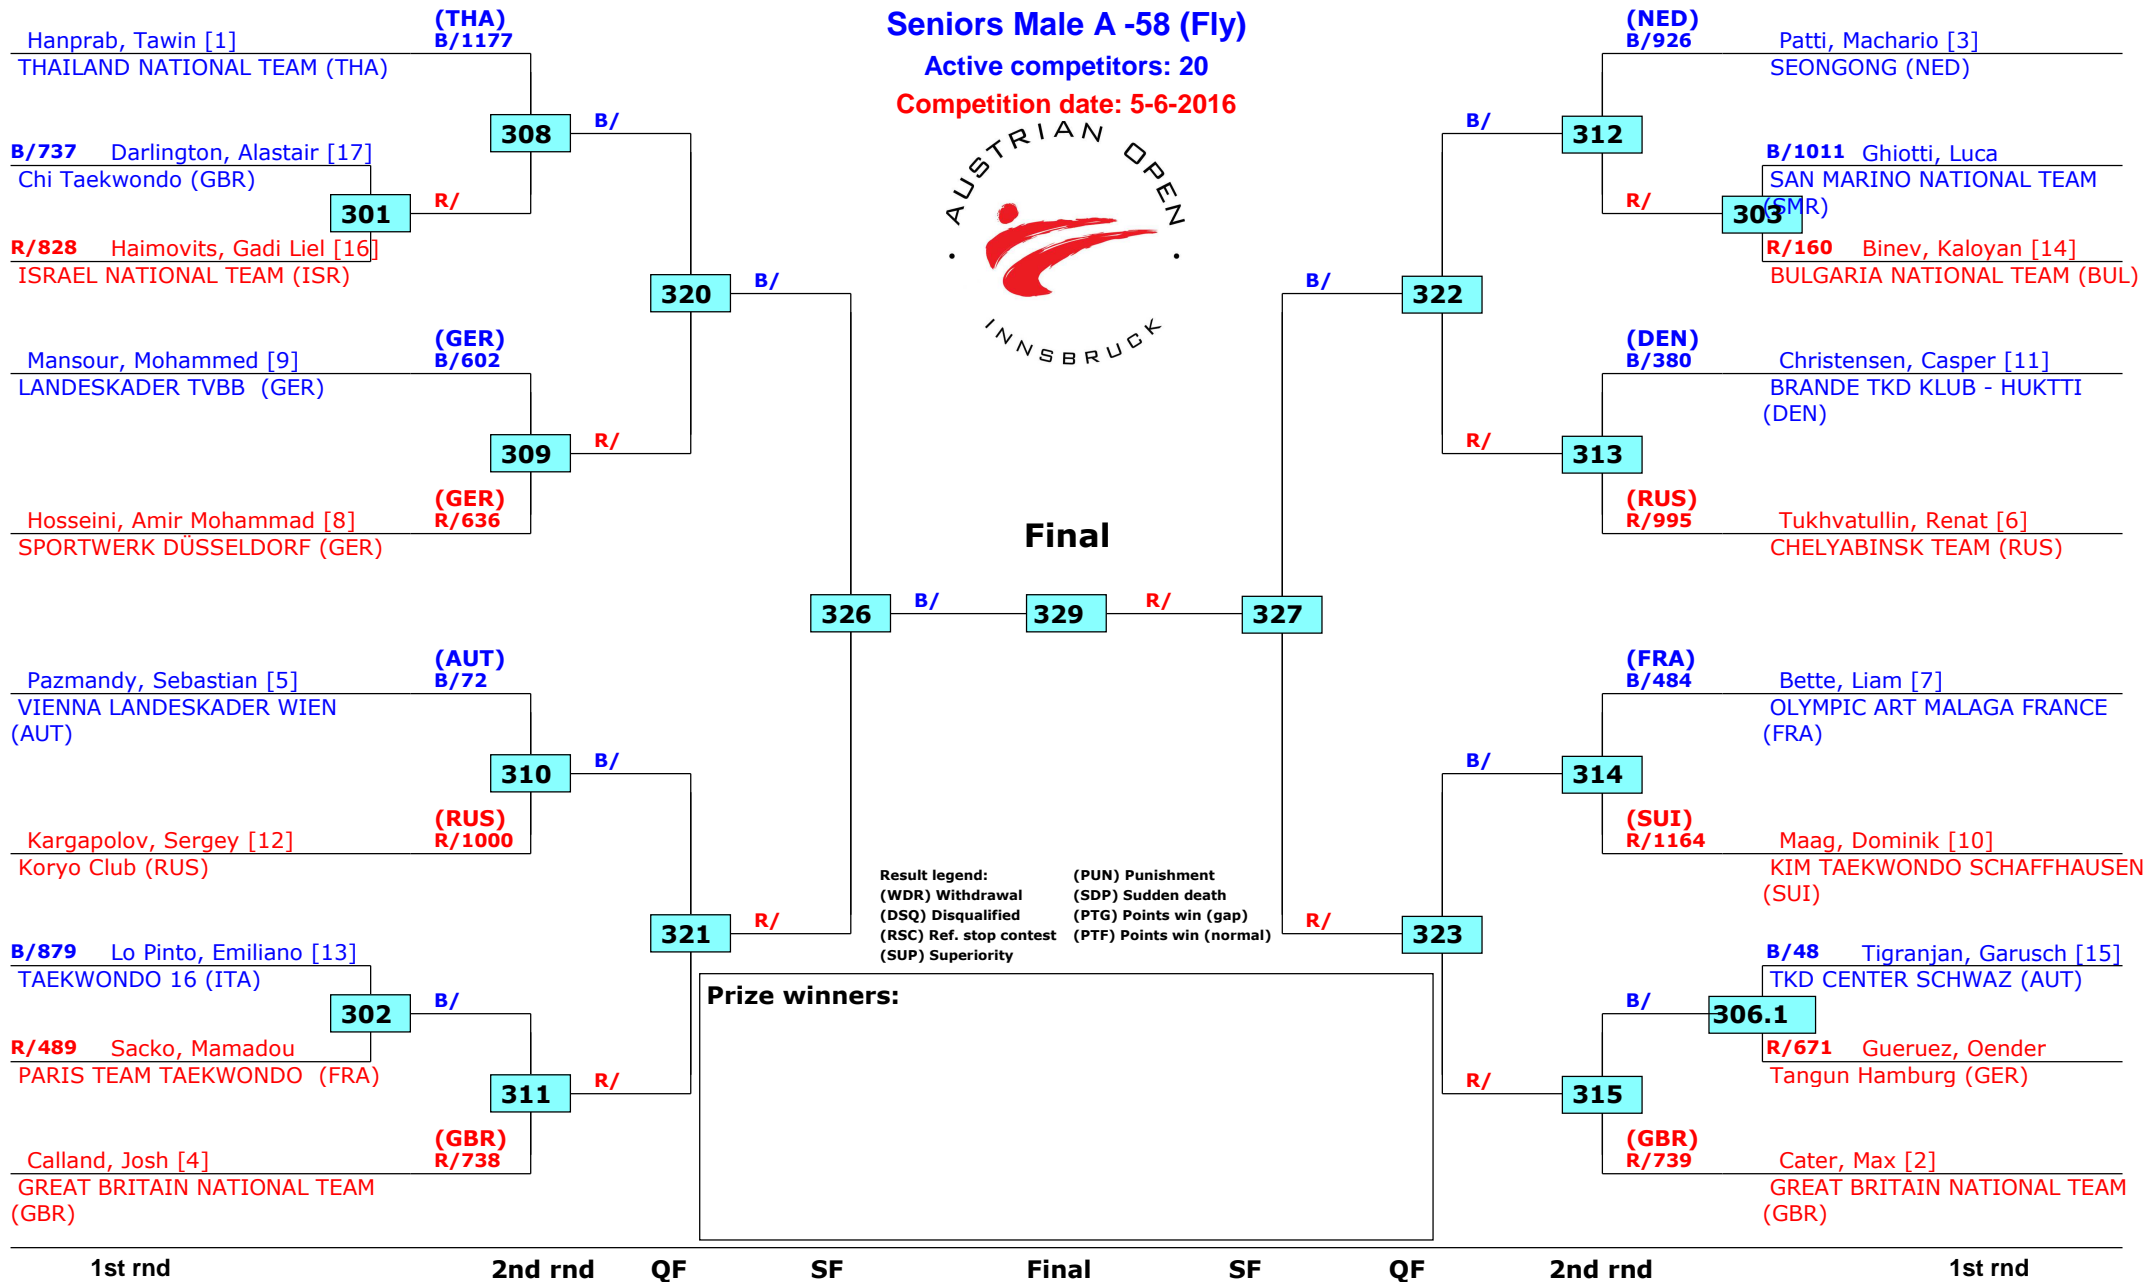 Seniors Male A -58 (Fly)
Active competitors: 20
Competition date: 5-6-2016
AUSTRIAN OPEN
INNSBRUCK
(THA)
Hanprab, Tawin [1] B/1177
THAILAND NATIONAL TEAM (THA)
308
B/
B/737 Darlington, Alastair [17]
Chi Taekwondo (GBR)
301
R/
R/828 Haimovits, Gadi Liel [16]
ISRAEL NATIONAL TEAM (ISR)
320
B/
(GER)
Mansour, Mohammed [9] B/602
LANDESKADER TVBB (GER)
309
R/
(GER)
Hosseini, Amir Mohammad [8] R/636
SPORTWERK DÜSSELDORF (GER)
326
B/
(AUT)
Pazmandy, Sebastian [5] B/72
VIENNA LANDESKADER WIEN
(AUT)
310
B/
(RUS)
Kargapolov, Sergey [12] R/1000
Koryo Club (RUS)
321
R/
B/879 Lo Pinto, Emiliano [13]
TAEKWONDO 16 (ITA)
302
B/
R/489 Sacko, Mamadou
PARIS TEAM TAEKWONDO (FRA)
311
R/
(GBR)
Calland, Josh [4] R/738
GREAT BRITAIN NATIONAL TEAM
(GBR)
Final
329
R/
327
(NED)
B/926 Patti, Machario [3]
SEONGONG (NED)
B/
312
B/1011 Ghiotti, Luca
SAN MARINO NATIONAL TEAM
(SMR)
R/
303
R/160 Binev, Kaloyan [14]
BULGARIA NATIONAL TEAM (BUL)
B/
322
(DEN)
B/380 Christensen, Casper [11]
BRANDE TKD KLUB - HUKTTI
(DEN)
R/
313
(RUS)
R/995 Tukhvatullin, Renat [6]
CHELYABINSK TEAM (RUS)
(FRA)
B/484 Bette, Liam [7]
OLYMPIC ART MALAGA FRANCE
(FRA)
B/
314
(SUI)
R/1164 Maag, Dominik [10]
KIM TAEKWONDO SCHAFFHAUSEN
(SUI)
R/
323
B/48 Tigranjan, Garusch [15]
TKD CENTER SCHWAZ (AUT)
B/
306.1
R/671 Gueruez, Oender
Tangun Hamburg (GER)
R/
315
(GBR)
R/739 Cater, Max [2]
GREAT BRITAIN NATIONAL TEAM
(GBR)
Result legend: (PUN) Punishment
(WDR) Withdrawal (SDP) Sudden death
(DSQ) Disqualified (PTG) Points win (gap)
(RSC) Ref. stop contest (PTF) Points win (normal)
(SUP) Superiority
Prize winners:
1st rnd 2nd rnd QF SF Final SF QF 2nd rnd 1st rnd